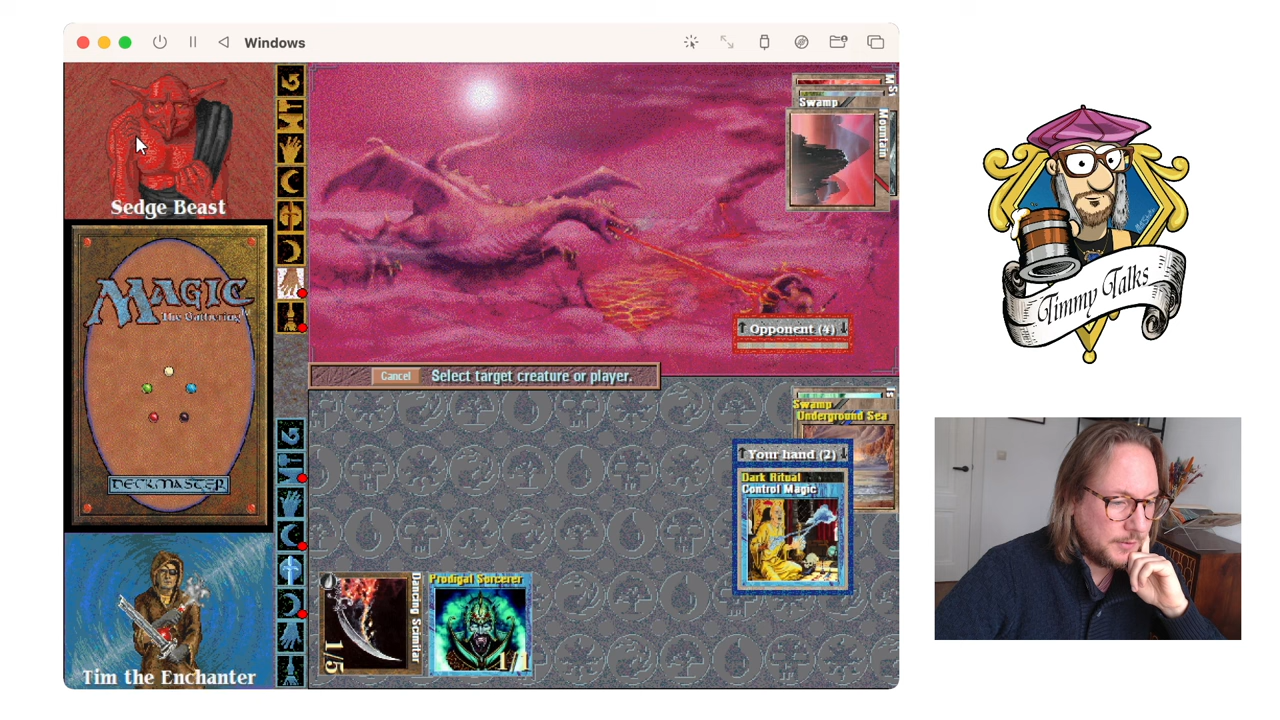 Windows
Sedge Beast
MAGIC
The Gathering
DECKMASTER
Tim the Enchanter
Swamp
Mountain
Opponent (4)
Cancel
Select target creature or player.
Swamp
Underground Sea
Your hand (2)
Dark Ritual
Control Magic
Dancing Scimitar
1/5
Prodigal Sorcerer
1/1
Timmy Talks